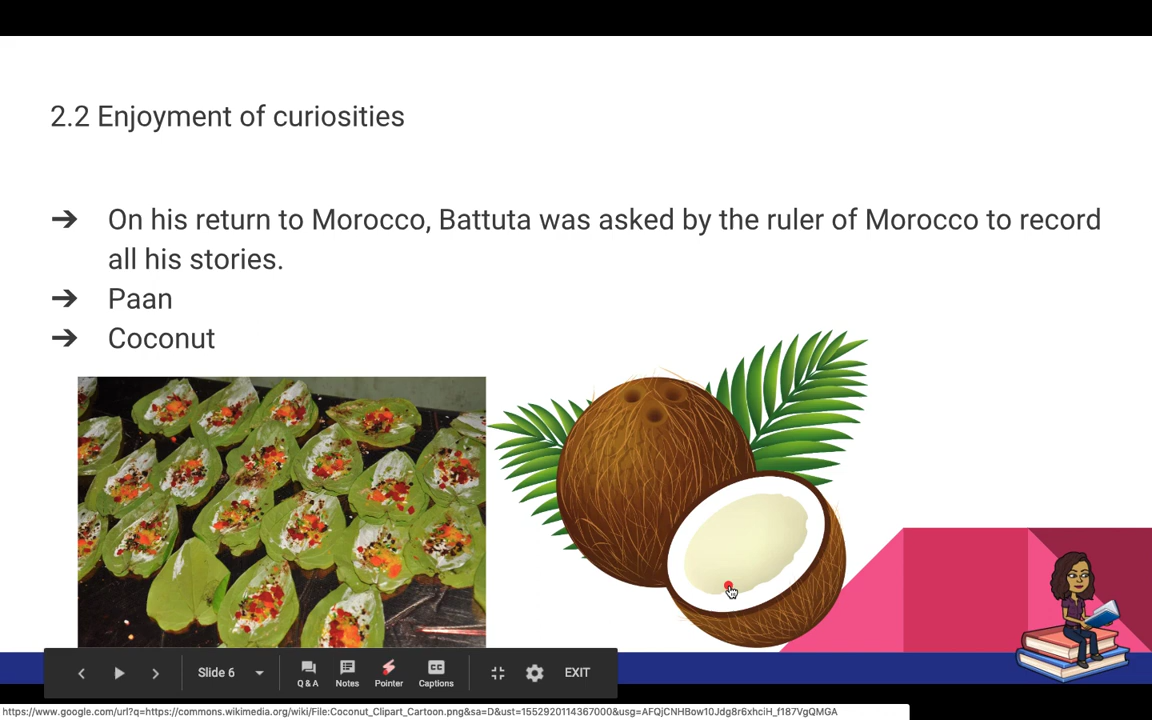 2.2 Enjoyment of curiosities
➔ On his return to Morocco, Battuta was asked by the ruler of Morocco to record
all his stories.
➔ Paan
➔ Coconut
Slide 6
Q & A
Notes
Pointer
CC
Captions
EXIT
https://www.google.com/url?q=https://commons.wikimedia.org/wiki/File:Coconut_Clipart_Cartoon.png&sa=D&ust=1552920114367000&usg=AFQjCNHBow10Jdg8r6xhciH_f187VgQMGA